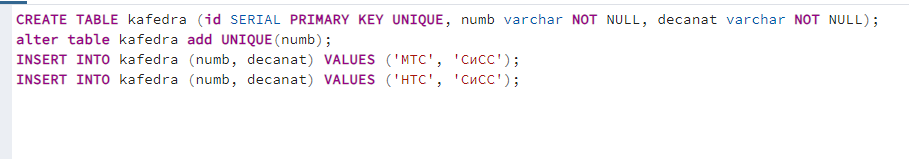 CREATE TABLE kafedra (id SERIAL PRIMARY KEY UNIQUE, numb varchar NOT NULL, decanat varchar NOT NULL);
alter table kafedra add UNIQUE(numb);
INSERT INTO kafedra (numb, decanat) VALUES ('МТС', 'СиСС');
INSERT INTO kafedra (numb, decanat) VALUES ('НТС', 'СиСС');